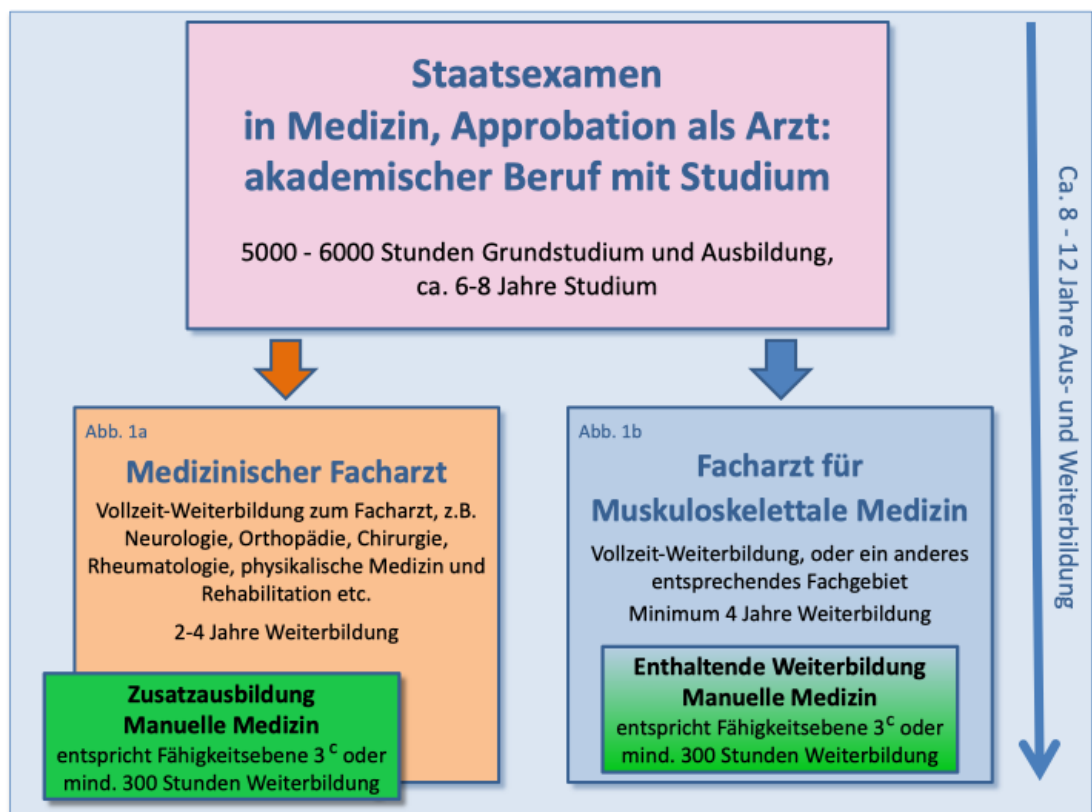 Staatsexamen
in Medizin, Approbation als Arzt:
akademischer Beruf mit Studium
5000 - 6000 Stunden Grundstudium und Ausbildung,
ca. 6-8 Jahre Studium
Ca. 8 - 12 Jahre Aus- und Weiterbildung
Abb. 1a
Medizinischer Facharzt
Vollzeit-Weiterbildung zum Facharzt, z.B.
Neurologie, Orthopädie, Chirurgie,
Rheumatologie, physikalische Medizin und
Rehabilitation etc.
2-4 Jahre Weiterbildung
Zusatzausbildung
Manuelle Medizin
entspricht Fähigkeitsebene 3 c oder
mind. 300 Stunden Weiterbildung
Abb. 1b
Facharzt für
Muskuloskelettale Medizin
Vollzeit-Weiterbildung, oder ein anderes
entsprechendes Fachgebiet
Minimum 4 Jahre Weiterbildung
Enthaltende Weiterbildung
Manuelle Medizin
entspricht Fähigkeitsebene 3 c oder
mind. 300 Stunden Weiterbildung